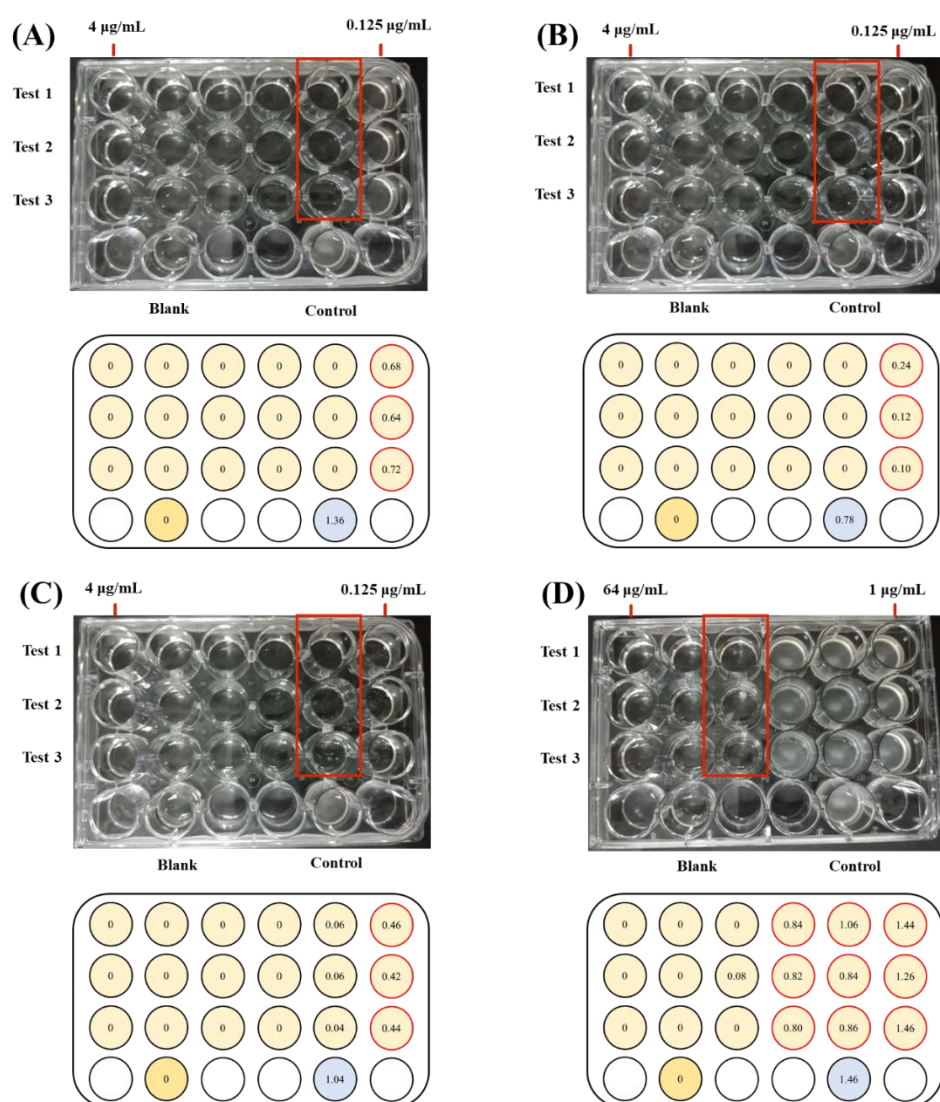 (A)
4 μg/mL
0.125 μg/mL
Test 1
Test 2
Test 3
Blank
Control
0 0 0 0 0 0.68
0 0 0 0 0 0.64
0 0 0 0 0 0.72
0 1.36
(B)
4 μg/mL
0.125 μg/mL
Test 1
Test 2
Test 3
Blank
Control
0 0 0 0 0 0.24
0 0 0 0 0 0.12
0 0 0 0 0 0.10
0 0.78
(C)
4 μg/mL
0.125 μg/mL
Test 1
Test 2
Test 3
Blank
Control
0 0 0 0 0.06 0.46
0 0 0 0 0.06 0.42
0 0 0 0 0.04 0.44
0 1.04
(D)
64 μg/mL
1 μg/mL
Test 1
Test 2
Test 3
Blank
Control
0 0 0 0.84 1.06 1.44
0 0 0.08 0.82 0.84 1.26
0 0 0 0.80 0.86 1.46
0 1.46